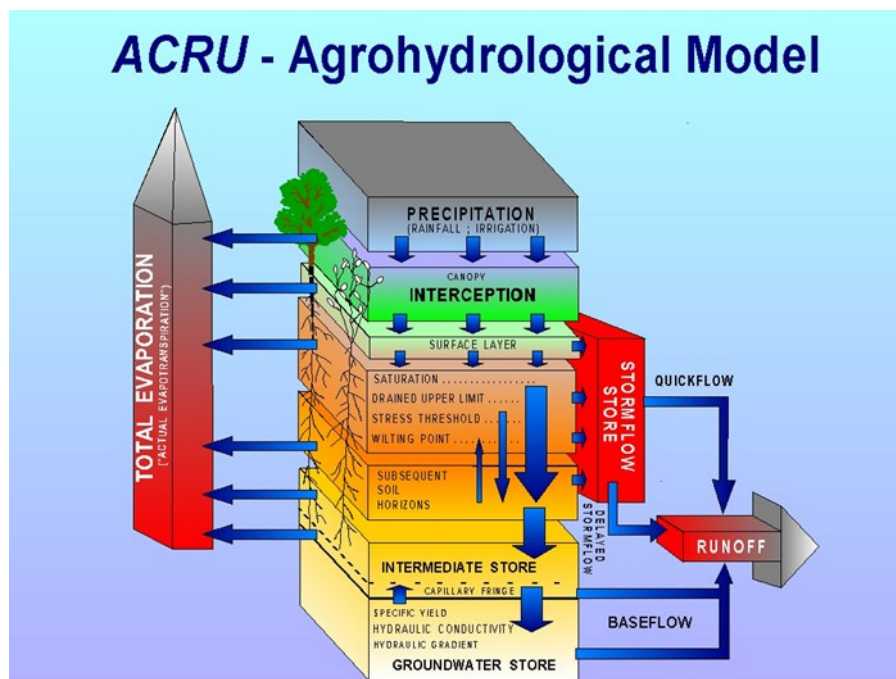 ACRU - Agrohydrological Model
PRECIPITATION
(RAINFALL ; IRRIGATION)
CANOPY
INTERCEPTION
SURFACE LAYER
SATURATION . . . . . . . . . . . . . . . . .
DRAINED UPPER LIMIT . . . . . .
STRESS THRESHOLD . . . . . . .
WILTING POINT . . . . . . . . . . .
SUBSEQUENT
SOIL
HORIZONS
INTERMEDIATE STORE
CAPILLARY FRINGE
SPECIFIC YIELD
HYDRAULIC CONDUCTIVITY
HYDRAULIC GRADIENT
GROUNDWATER STORE
TOTAL EVAPORATION
("ACTUAL EVAPOTRANSPIRATION")
STORMFLOW
STORE
QUICKFLOW
DELAYED
STORMFLOW
RUNOFF
BASEFLOW